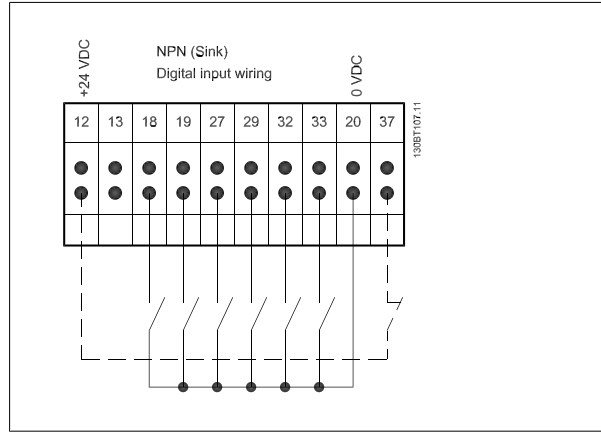 +24 VDC
NPN (Sink)
Digital input wiring
0 VDC
12 13 18 19 27 29 32 33 20 37
130BT107.11